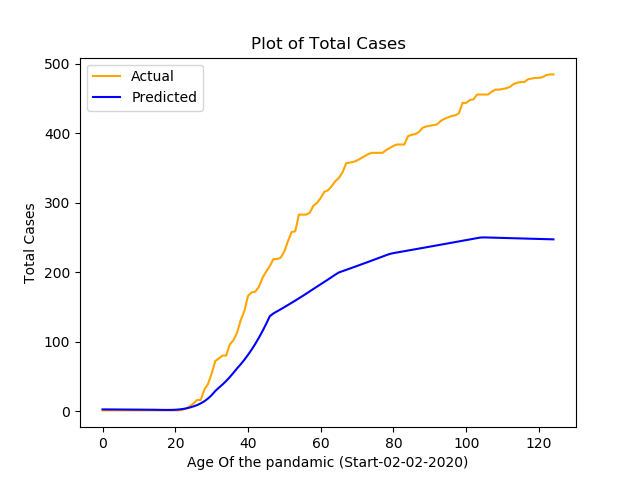 Plot of Total Cases
Actual
Predicted
500
400
300
200
100
0
Total Cases
0 20 40 60 80 100 120
Age Of the pandamic (Start-02-02-2020)